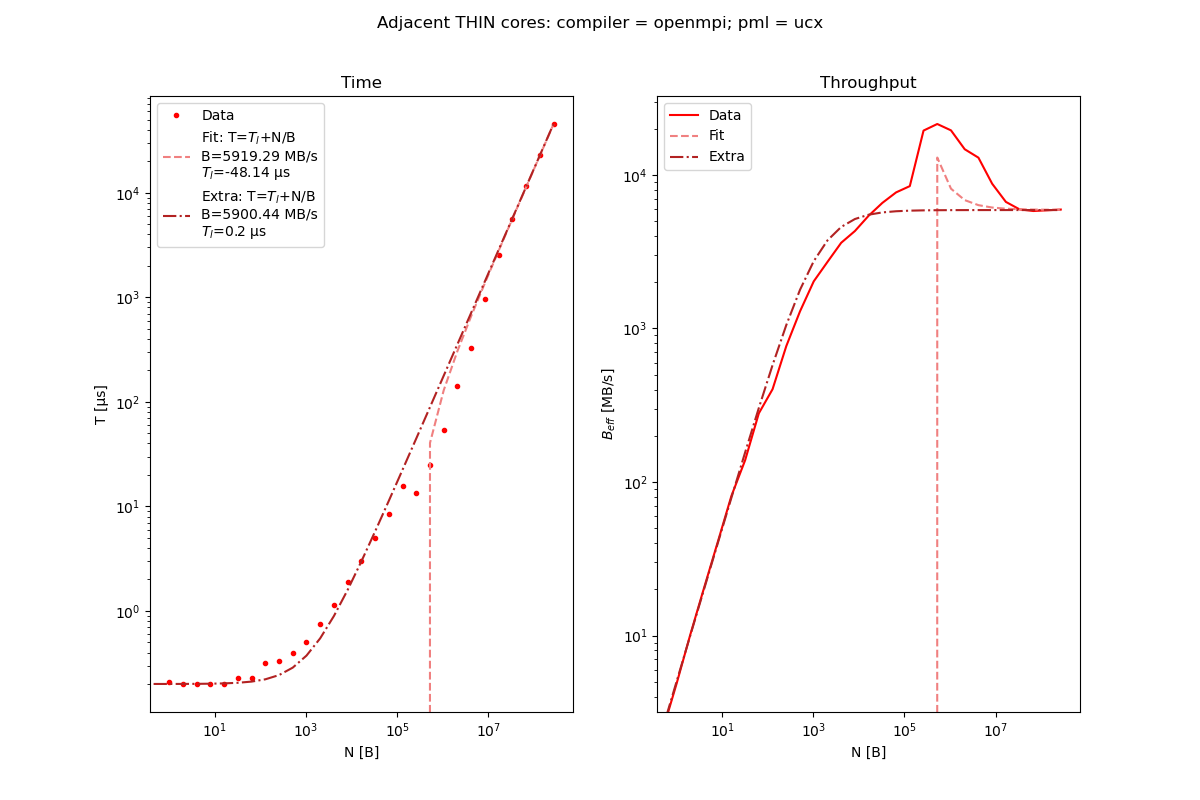 Adjacent THIN cores: compiler = openmpi; pml = ucx
Time
Data
Fit: T=T_l+N/B
B=5919.29 MB/s
T_l=-48.14 µs
Extra: T=T_l+N/B
B=5900.44 MB/s
T_l=0.2 µs
T [µs]
10^4
10^3
10^2
10^1
10^0
10^1 10^3 10^5 10^7
N [B]
Throughput
Data
Fit
Extra
B_eff [MB/s]
10^4
10^3
10^2
10^1
10^1 10^3 10^5 10^7
N [B]